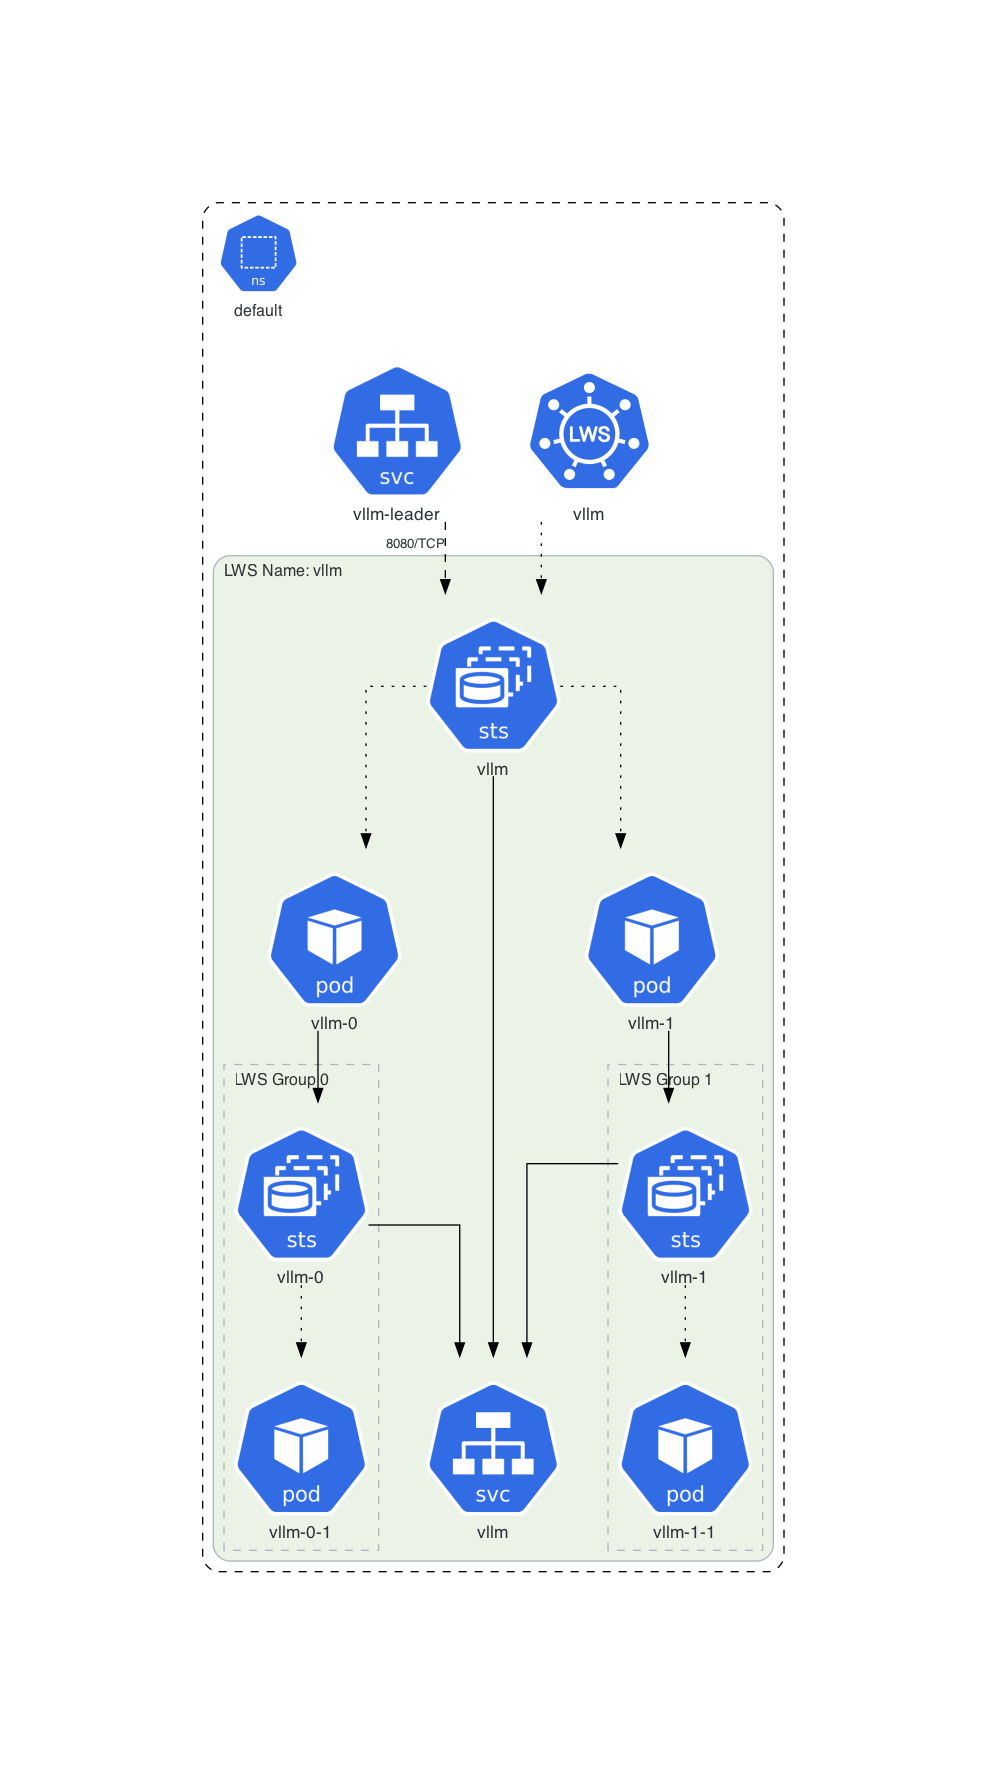 ns
default
LWS
svc
vllm-leader
vllm
8080/TCP
LWS Name: vllm
sts
vllm
pod
pod
vllm-0
vllm-1
LWS Group 0
LWS Group 1
sts
sts
vllm-0
vllm-1
pod
svc
pod
vllm-0-1
vllm
vllm-1-1